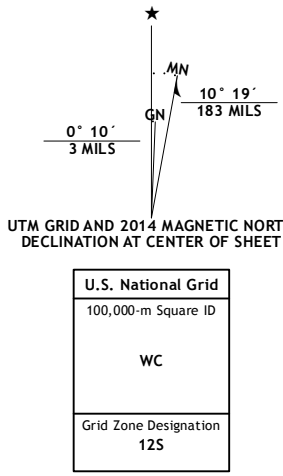 ★
MN
10° 19´
183 MILS
GN
0° 10´
3 MILS
UTM GRID AND 2014 MAGNETIC NORT
DECLINATION AT CENTER OF SHEET
U.S. National Grid
100,000-m Square ID
WC
Grid Zone Designation
12S